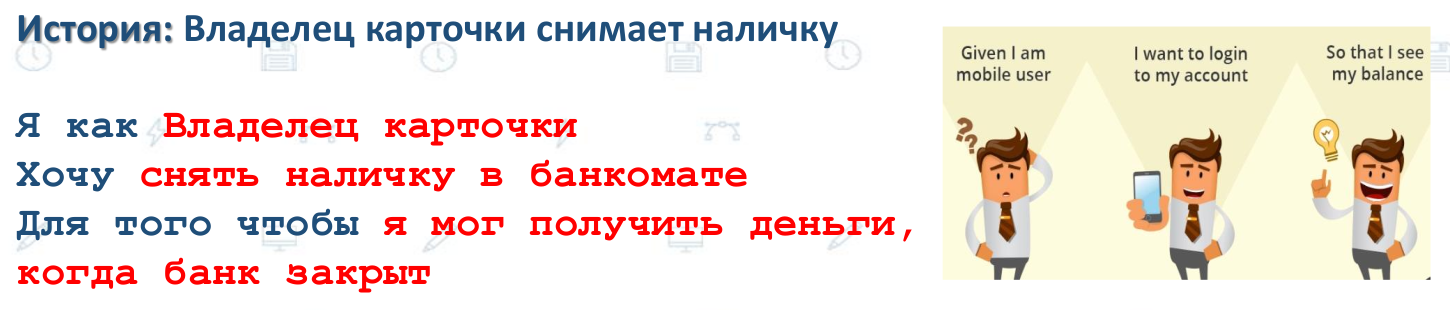 История: Владелец карточки снимает наличку
Я как Владелец карточки
Хочу снять наличку в банкомате
Для того чтобы я мог получить деньги,
когда банк закрыт
Given I am
mobile user
I want to login
to my account
So that I see
my balance
??